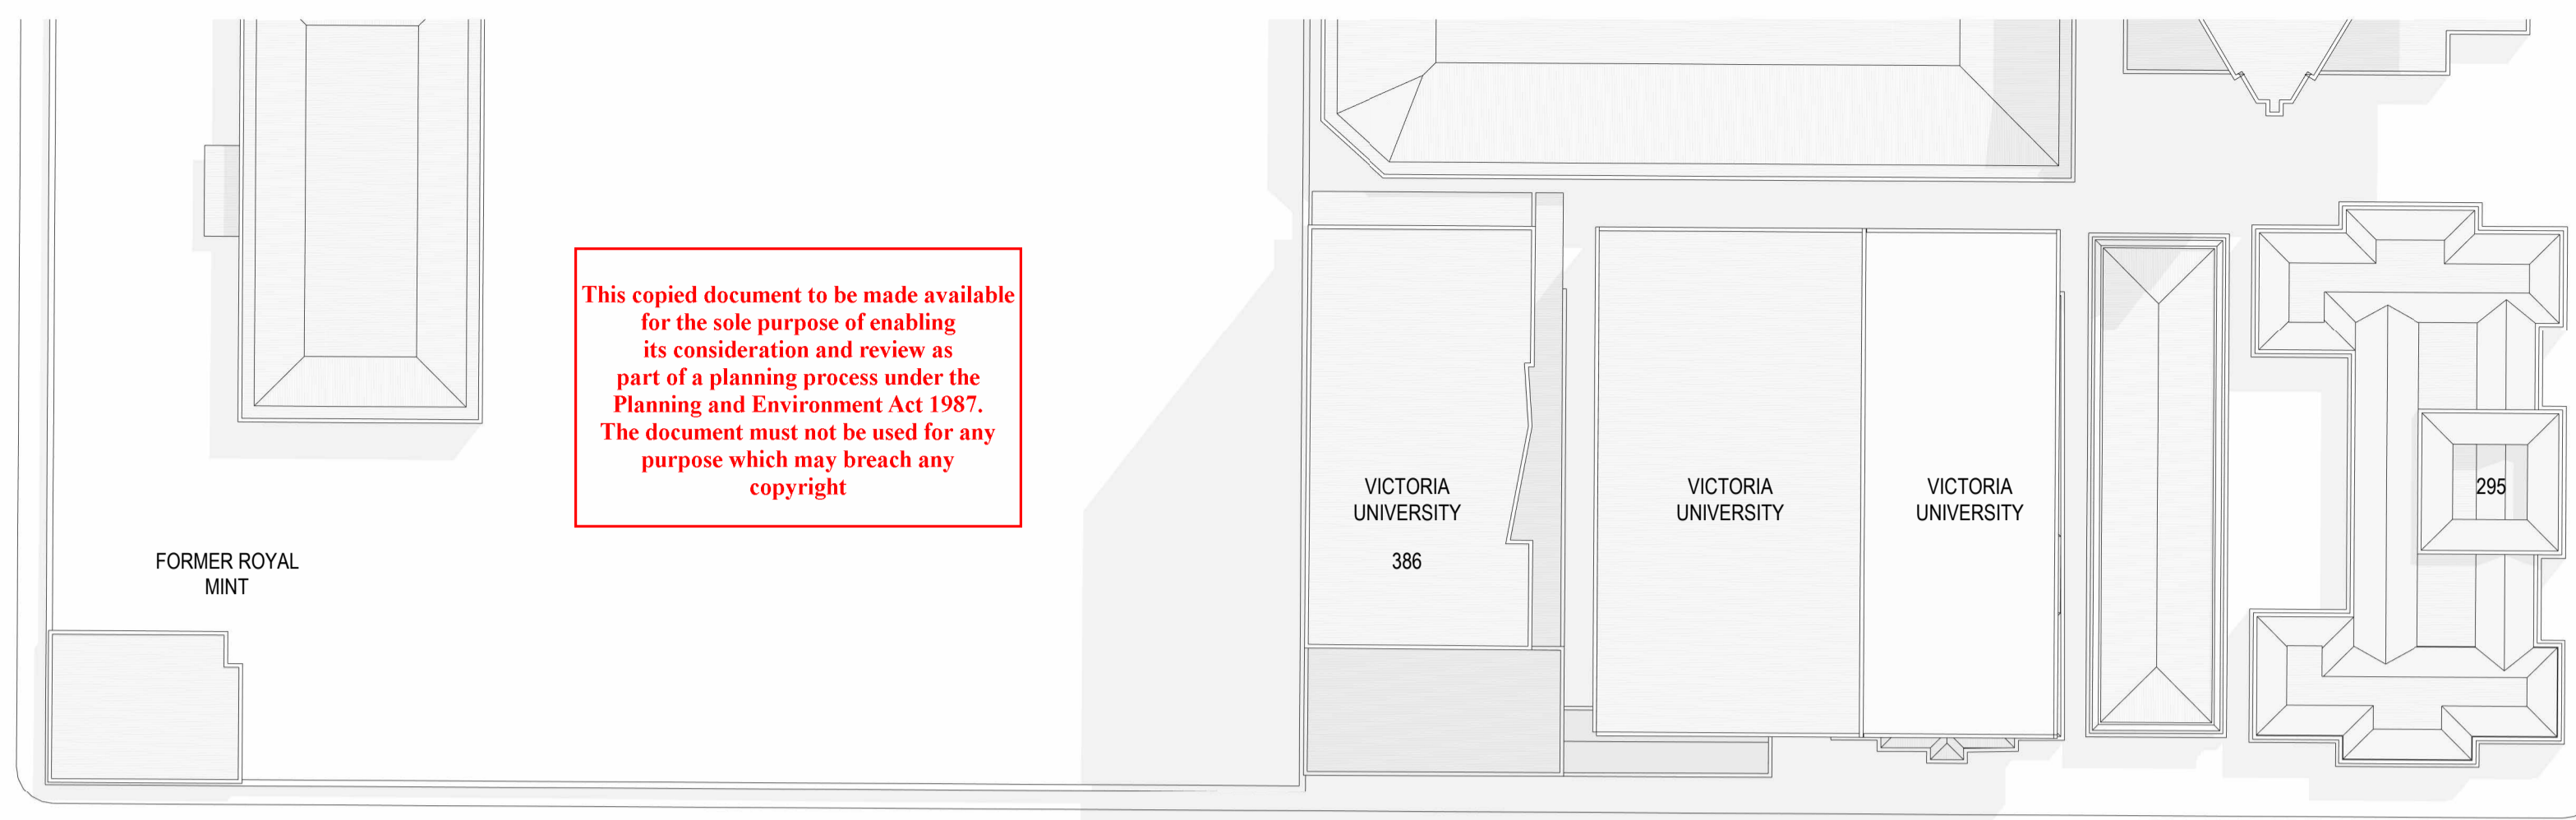 This copied document to be made available
for the sole purpose of enabling
its consideration and review as
part of a planning process under the
Planning and Environment Act 1987.
The document must not be used for any
purpose which may breach any
copyright
FORMER ROYAL
MINT
VICTORIA
UNIVERSITY
386
VICTORIA
UNIVERSITY
VICTORIA
UNIVERSITY
295